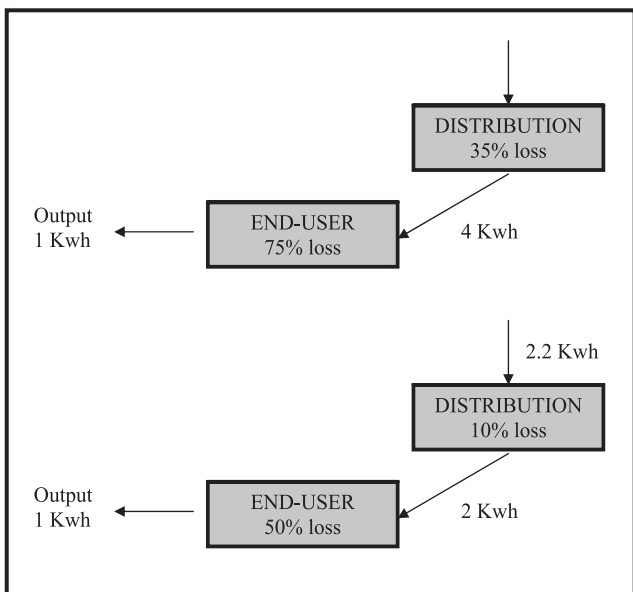 DISTRIBUTION
35% loss
Output
1 Kwh
END-USER
75% loss
4 Kwh
2.2 Kwh
DISTRIBUTION
10% loss
Output
1 Kwh
END-USER
50% loss
2 Kwh